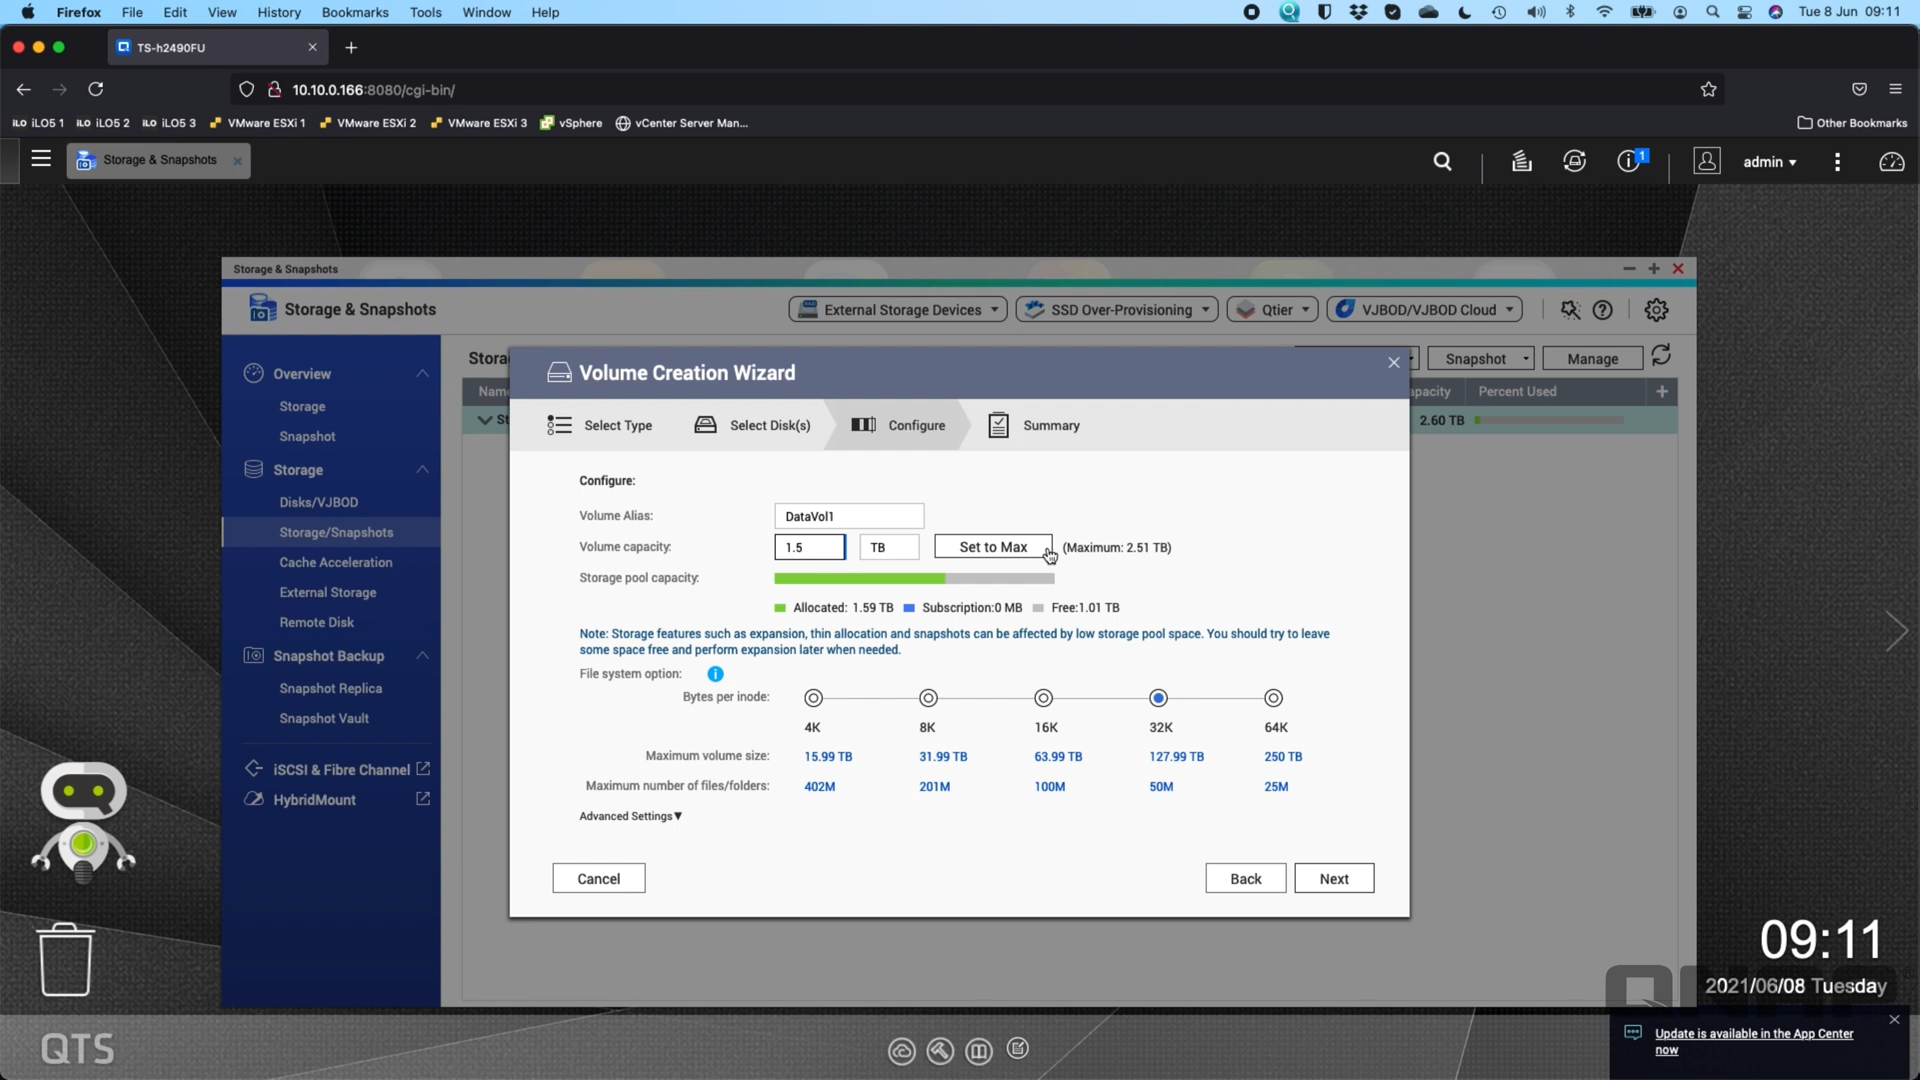 Firefox File Edit View History Bookmarks Tools Window Help Tue 8 Jun 09:11
TS-h2490FU
10.10.0.166:8080/cgi-bin/
iLO iLO5 1 iLO iLO5 2 iLO iLO5 3 VMware ESXi 1 VMware ESXi 2 VMware ESXi 3 vSphere vCenter Server Man... Other Bookmarks
Storage & Snapshots 1 admin
Storage & Snapshots
Storage & Snapshots External Storage Devices SSD Over-Provisioning Qtier VJBOD/VJBOD Cloud
Overview
Storage
Snapshot
Storage
Disks/VJBOD
Storage/Snapshots
Cache Acceleration
External Storage
Remote Disk
Snapshot Backup
Snapshot Replica
Snapshot Vault
iSCSI & Fibre Channel
HybridMount
Stora Snapshot Manage
Nam pacity Percent Used
St 2.60 TB
Volume Creation Wizard
Select Type Select Disk(s) Configure Summary
Configure:
Volume Alias: DataVol1
Volume capacity: 1.5 TB Set to Max (Maximum: 2.51 TB)
Storage pool capacity:
Allocated: 1.59 TB Subscription:0 MB Free:1.01 TB
Note: Storage features such as expansion, thin allocation and snapshots can be affected by low storage pool space. You should try to leave
some space free and perform expansion later when needed.
File system option:
Bytes per inode:
4K 8K 16K 32K 64K
Maximum volume size: 15.99 TB 31.99 TB 63.99 TB 127.99 TB 250 TB
Maximum number of files/folders: 402M 201M 100M 50M 25M
Advanced Settings
Cancel Back Next
09:11
2021/06/08 Tuesday
Update is available in the App Center
now
QTS